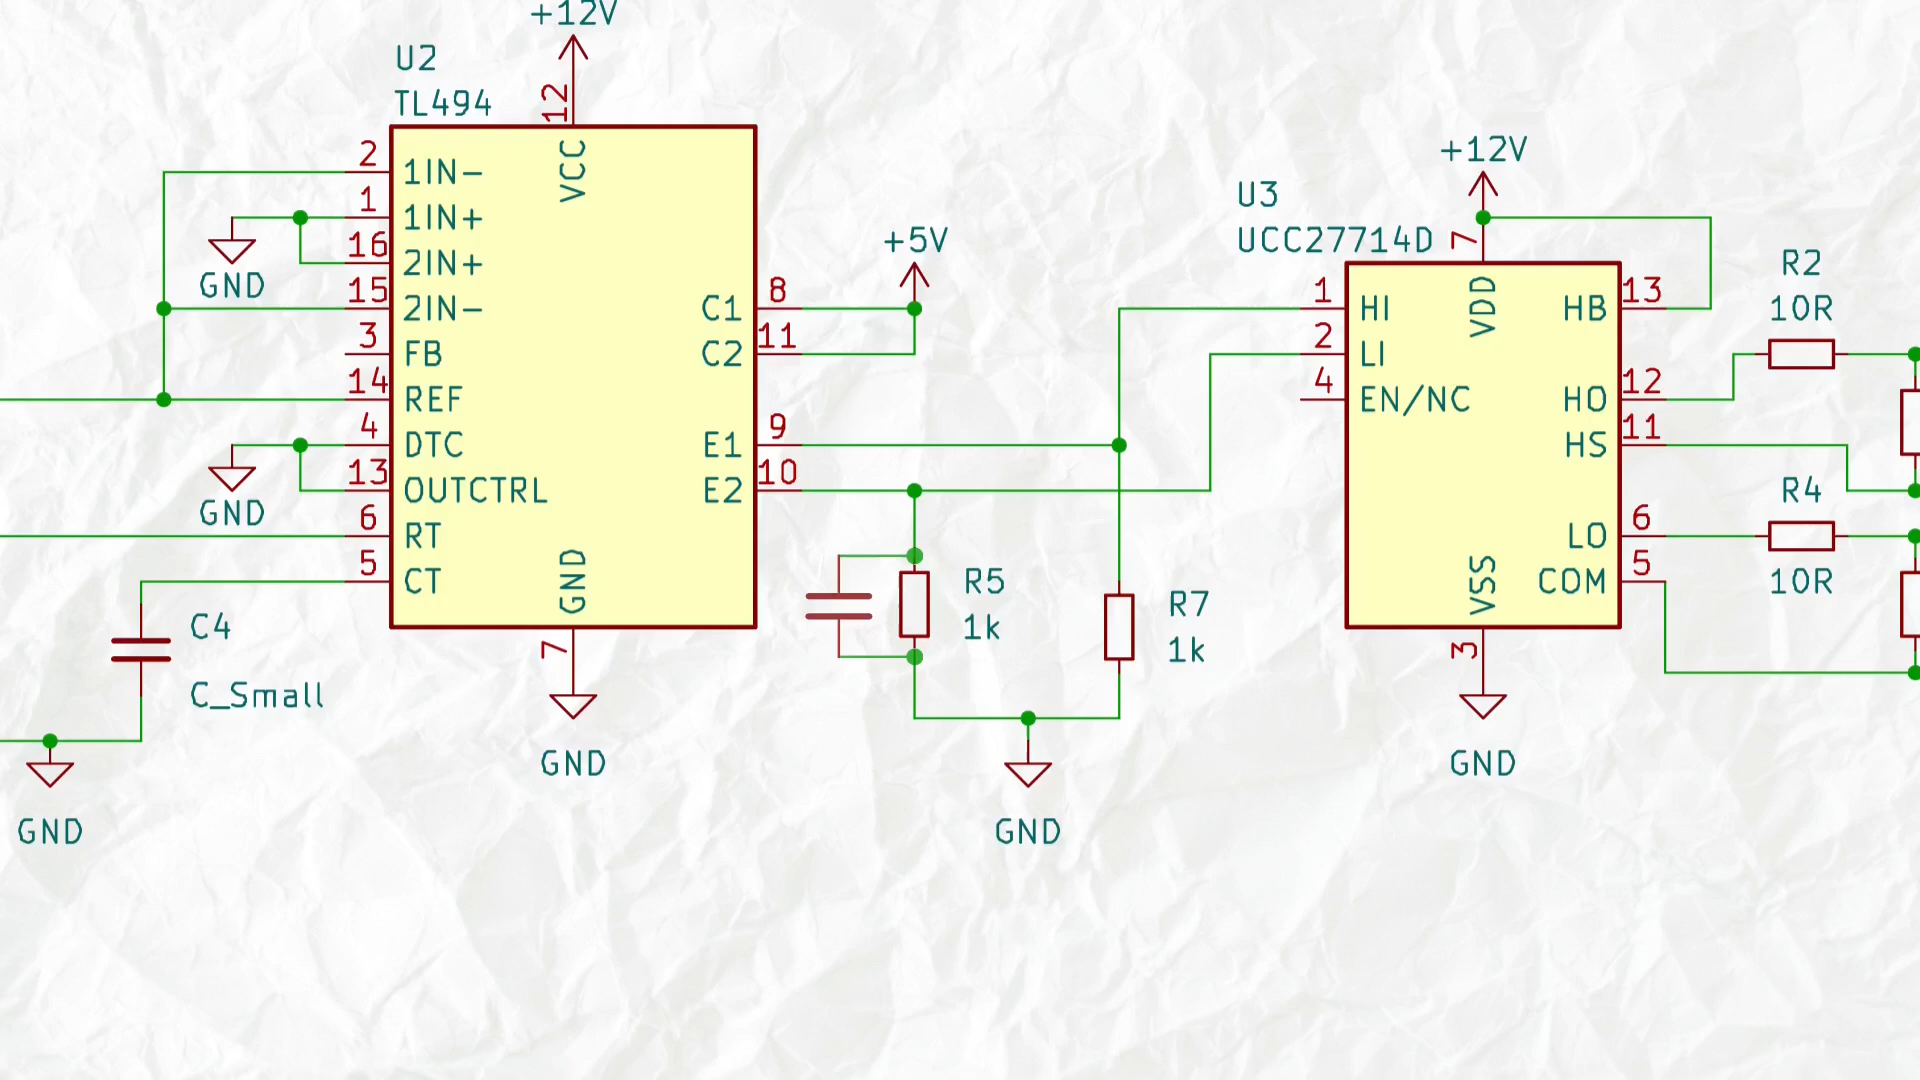 +12V
U2
TL494
12
VCC
2
1IN-
1
1IN+
16
2IN+
GND
15
2IN-
3
FB
14
REF
4
DTC
13
OUTCTRL
GND
6
RT
5
CT
GND
7
GND
C4
C_Small
GND
+5V
8
C1
11
C2
9
E1
10
E2
R5
1k
R7
1k
GND
+12V
U3
UCC27714D
7
VDD
1
HI
2
LI
4
EN/NC
13
HB
12
HO
11
HS
6
LO
5
COM
VSS
3
GND
R2
10R
R4
10R